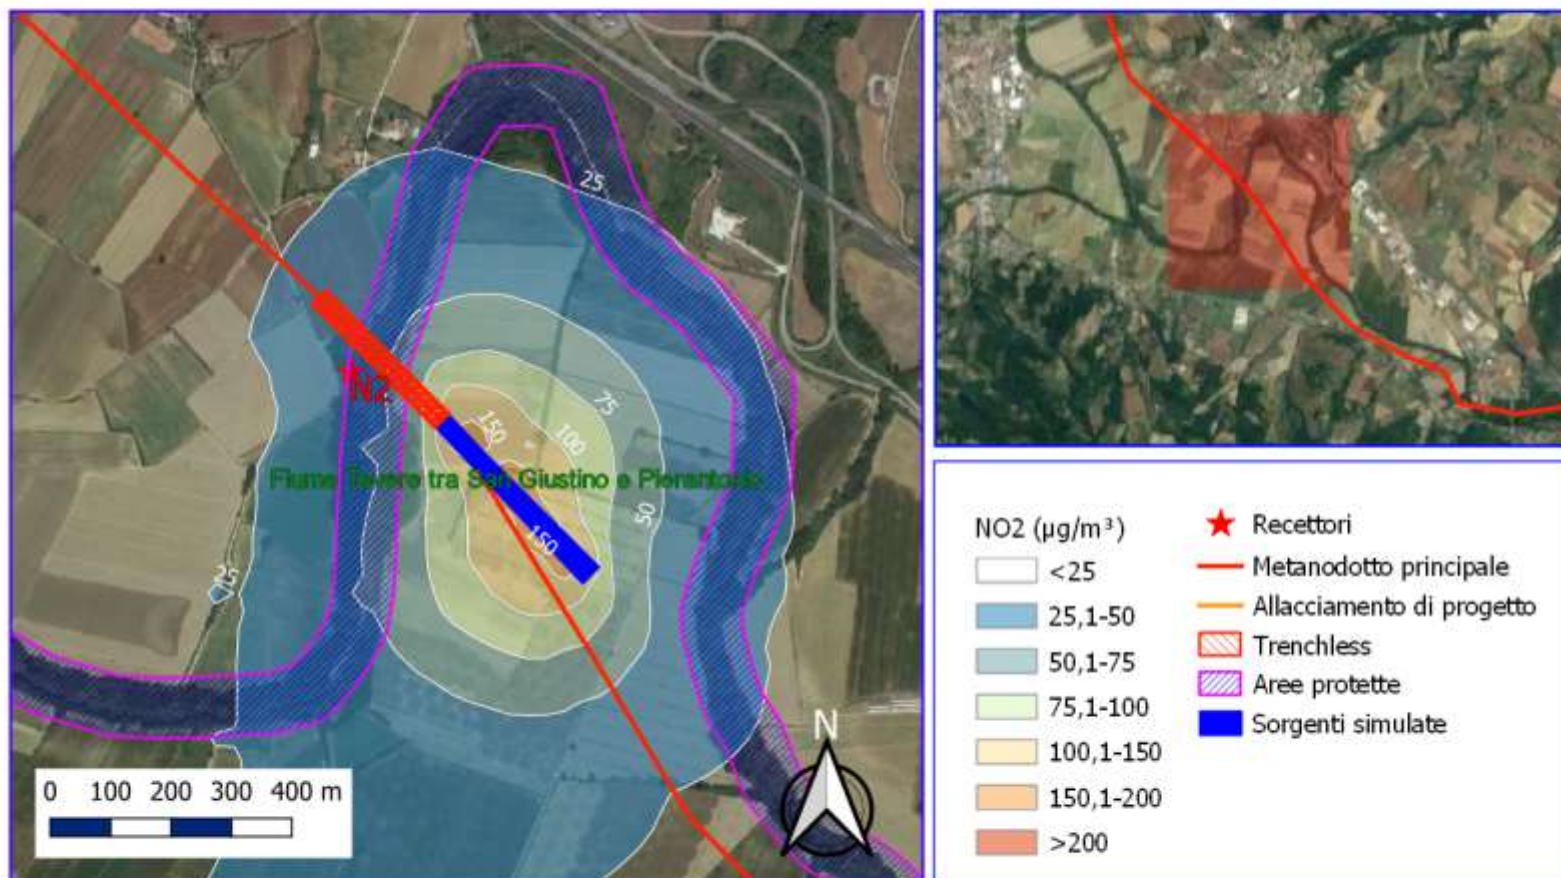 25
N2
75
150
100
Fiume Tevere tra San Giustino e Pierantonio
50
150
25
N
0 100 200 300 400 m
NO2 (µg/m³)
<25
25,1-50
50,1-75
75,1-100
100,1-150
150,1-200
>200
Recettori
Metanodotto principale
Allacciamento di progetto
Trenchless
Aree protette
Sorgenti simulate